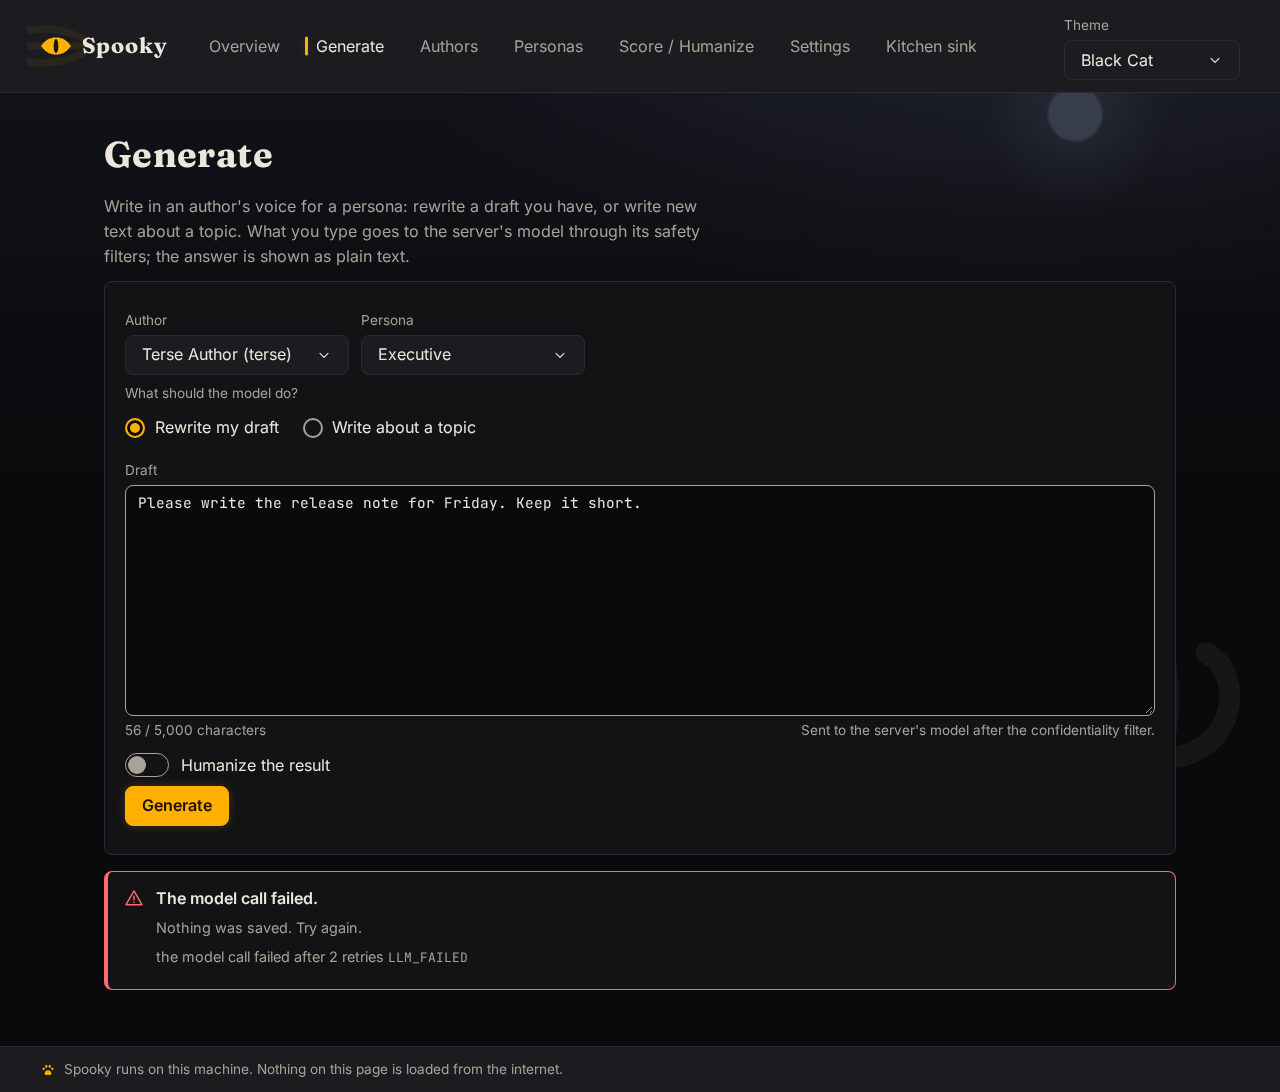 Spooky
Overview
Generate
Authors
Personas
Score / Humanize
Settings
Kitchen sink
Theme
Black Cat
Generate
Write in an author's voice for a persona: rewrite a draft you have, or write new
text about a topic. What you type goes to the server's model through its safety
filters; the answer is shown as plain text.
Author
Persona
Terse Author (terse)
Executive
What should the model do?
Rewrite my draft
Write about a topic
Draft
Please write the release note for Friday. Keep it short.
56 / 5,000 characters
Sent to the server's model after the confidentiality filter.
Humanize the result
Generate
The model call failed.
Nothing was saved. Try again.
the model call failed after 2 retries LLM_FAILED
Spooky runs on this machine. Nothing on this page is loaded from the internet.